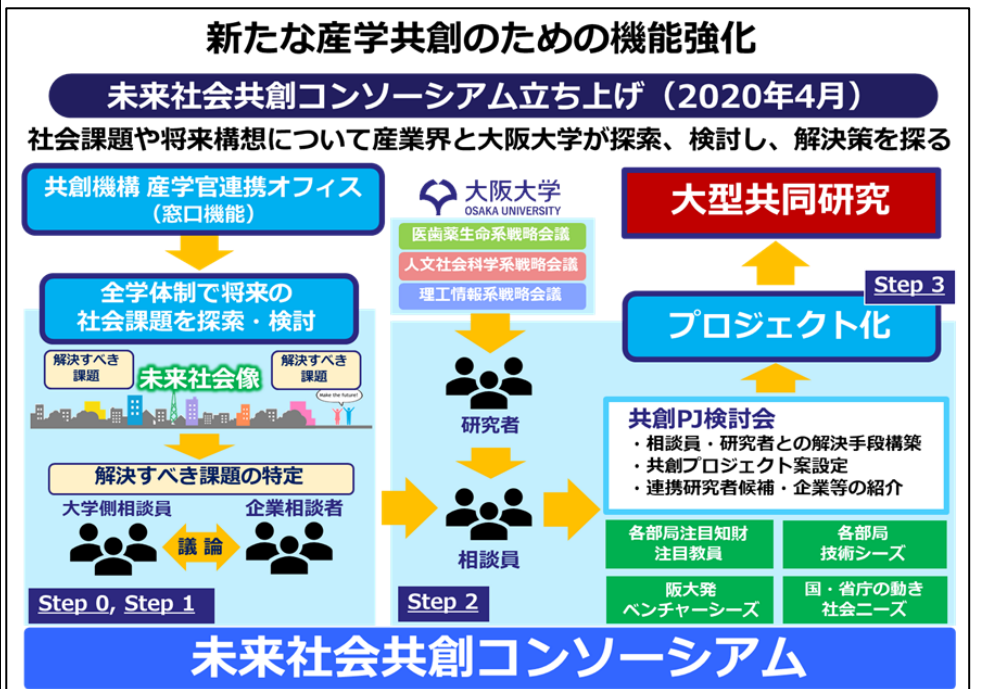 新たな産学共創のための機能強化
未来社会共創コンソーシアム立ち上げ（2020年4月）
社会課題や将来構想について産業界と大阪大学が探索、検討し、解決策を探る
共創機構 産学官連携オフィス
（窓口機能）
全学体制で将来の
社会課題を探索・検討
解決すべき
課題
未来社会像
解決すべき
課題
Make the future!
解決すべき課題の特定
大学側相談員
企業相談者
議論
Step 0, Step 1
大阪大学
OSAKA UNIVERSITY
医歯薬生命系戦略会議
人文社会科学系戦略会議
理工情報系戦略会議
研究者
相談員
Step 2
大型共同研究
Step 3
プロジェクト化
共創PJ検討会
・相談員・研究者との解決手段構築
・共創プロジェクト案設定
・連携研究者候補・企業等の紹介
各部局注目知財
注目教員
各部局
技術シーズ
阪大発
ベンチャーシーズ
国・省庁の動き
社会ニーズ
未来社会共創コンソーシアム